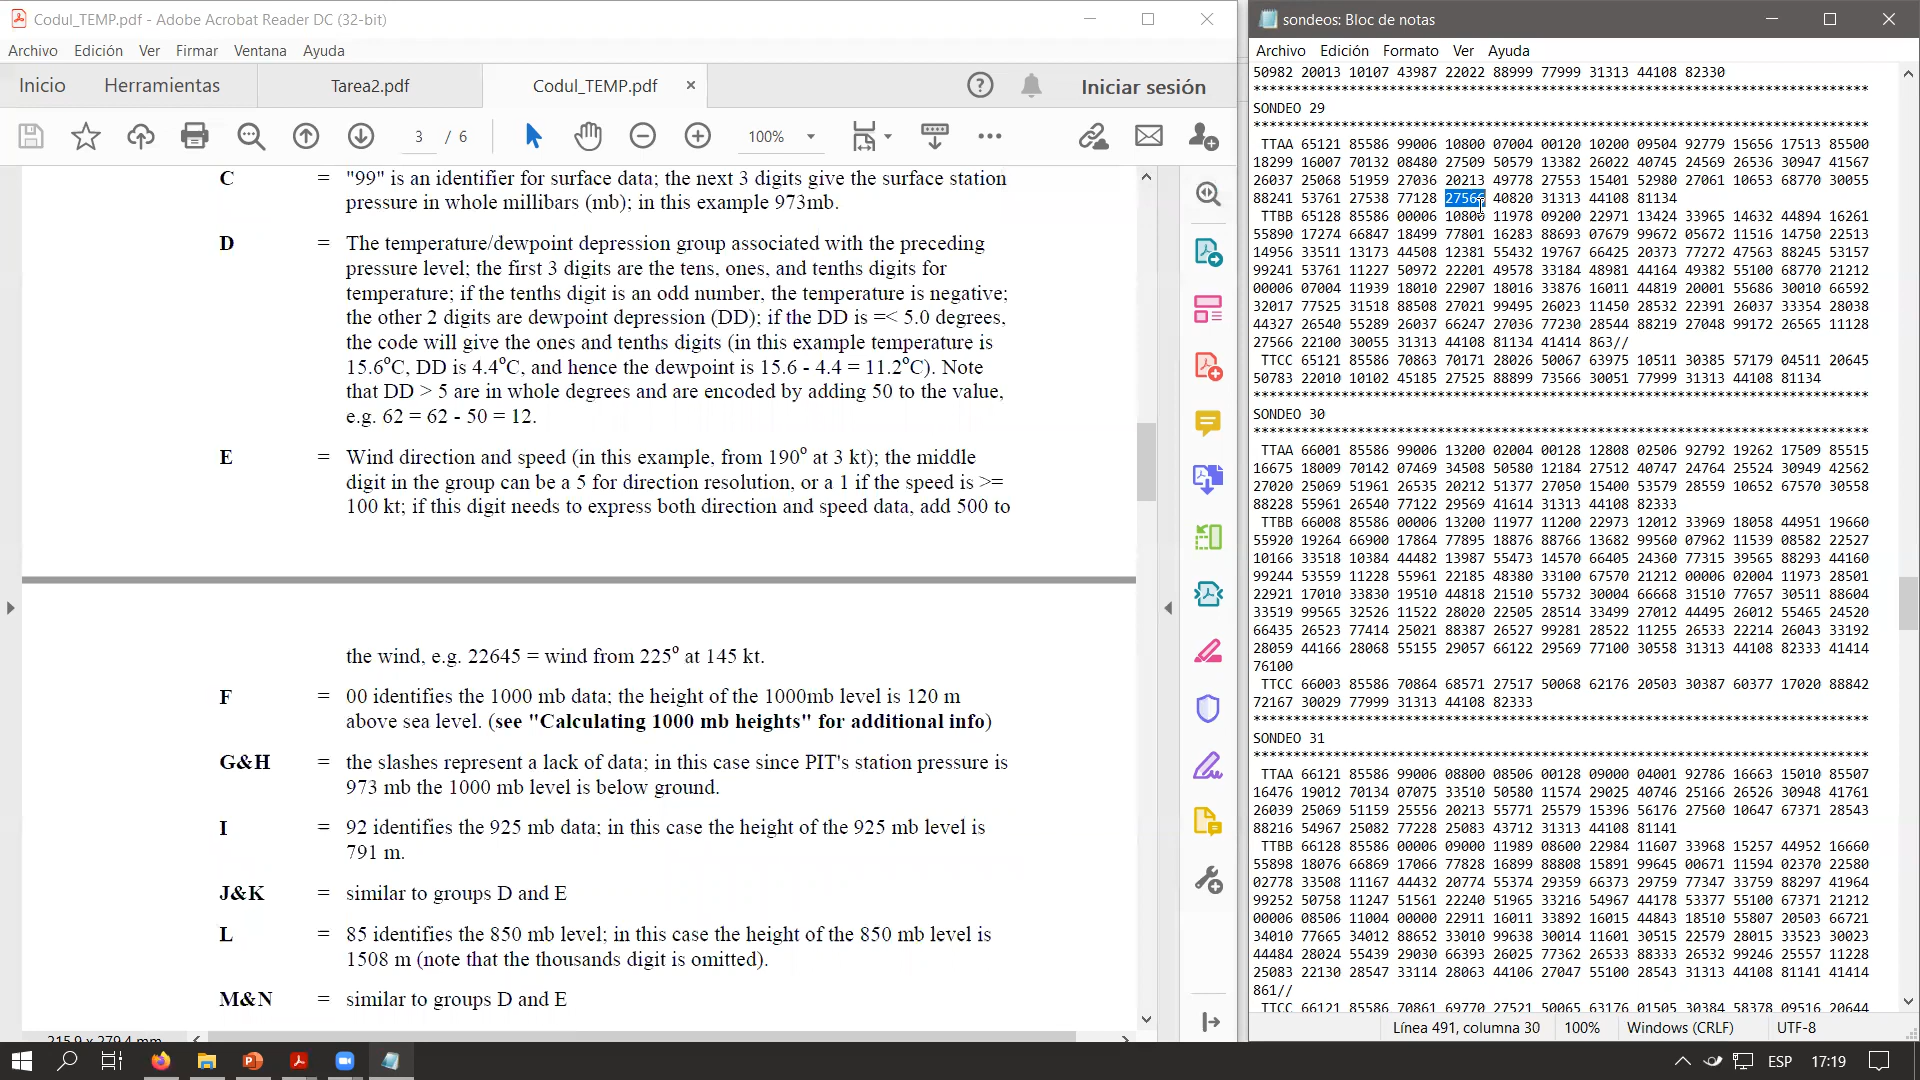 Codul_TEMP.pdf - Adobe Acrobat Reader DC (32-bit)
Archivo Edición Ver Firmar Ventana Ayuda
Inicio Herramientas Tarea2.pdf Codul_TEMP.pdf × Iniciar sesión
3 / 6 100%
C = "99" is an identifier for surface data; the next 3 digits give the surface station
pressure in whole millibars (mb); in this example 973mb.
D = The temperature/dewpoint depression group associated with the preceding
pressure level; the first 3 digits are the tens, ones, and tenths digits for
temperature; if the tenths digit is an odd number, the temperature is negative;
the other 2 digits are dewpoint depression (DD); if the DD is =< 5.0 degrees,
the code will give the ones and tenths digits (in this example temperature is
15.6°C, DD is 4.4°C, and hence the dewpoint is 15.6 - 4.4 = 11.2°C). Note
that DD > 5 are in whole degrees and are encoded by adding 50 to the value,
e.g. 62 = 62 - 50 = 12.
E = Wind direction and speed (in this example, from 190° at 3 kt); the middle
digit in the group can be a 5 for direction resolution, or a 1 if the speed is >=
100 kt; if this digit needs to express both direction and speed data, add 500 to
the wind, e.g. 22645 = wind from 225° at 145 kt.
F = 00 identifies the 1000 mb data; the height of the 1000mb level is 120 m
above sea level. (see "Calculating 1000 mb heights" for additional info)
G&H = the slashes represent a lack of data; in this case since PIT's station pressure is
973 mb the 1000 mb level is below ground.
I = 92 identifies the 925 mb data; in this case the height of the 925 mb level is
791 m.
J&K = similar to groups D and E
L = 85 identifies the 850 mb level; in this case the height of the 850 mb level is
1508 m (note that the thousands digit is omitted).
M&N = similar to groups D and E
215,9 x 279,4 mm
sondeos: Bloc de notas
Archivo Edición Formato Ver Ayuda
50982 20013 10107 43987 22022 88999 77999 31313 44108 82330
*****************************************************************************
SONDEO 29
*****************************************************************************
TTAA 65121 85586 99006 10800 07004 00120 10200 09504 92779 15656 17513 85500
18299 16007 70132 08480 27509 50579 13382 26022 40745 24569 26536 30947 41567
26037 25068 51959 27036 20213 49778 27553 15401 52980 27061 10653 68770 30055
88241 53761 27538 77128 27566 40820 31313 44108 81134
TTBB 65128 85586 00006 10800 11978 09200 22971 13424 33965 14632 44894 16261
55890 17274 66847 18499 77801 16283 88693 07679 99672 05672 11516 14750 22513
14956 33511 13173 44508 12381 55432 19767 66425 20373 77272 47563 88245 53157
99241 53761 11227 50972 22201 49578 33184 48981 44164 49382 55100 68770 21212
00006 07004 11939 18010 22907 18016 33876 16011 44819 20001 55686 30010 66592
32017 77525 31518 88508 27021 99495 26023 11450 28532 22391 26037 33354 28038
44327 26540 55289 26037 66247 27036 77230 28544 88219 27048 99172 26565 11128
27566 22100 30055 31313 44108 81134 41414 863//
TTCC 65121 85586 70863 70171 28026 50067 63975 10511 30385 57179 04511 20645
50783 22010 10102 45185 27525 88899 73566 30051 77999 31313 44108 81134
*****************************************************************************
SONDEO 30
*****************************************************************************
TTAA 66001 85586 99006 13200 02004 00128 12808 02506 92792 19262 17509 85515
16675 18009 70142 07469 34508 50580 12184 27512 40747 24764 25524 30949 42562
27020 25069 51961 26535 20212 51377 27050 15400 53579 28559 10652 67570 30558
88228 55961 26540 77122 29569 41614 31313 44108 82333
TTBB 66008 85586 00006 13200 11977 11200 22973 12012 33969 18058 44951 19660
55920 19264 66900 17864 77895 18876 88766 13682 99560 07962 11539 08582 22527
10166 33518 10384 44482 13987 55473 14570 66405 24360 77315 39565 88293 44160
99244 53559 11228 55961 22185 48380 33100 67570 21212 00006 02004 11973 28501
22921 17010 33830 19510 44818 21510 55732 30004 66668 31510 77657 30511 88604
33519 99565 32526 11522 28020 22505 28514 33499 27012 44495 26012 55465 24520
66435 26523 77414 25021 88387 26527 99281 28522 11255 26533 22214 26043 33192
28059 44166 28068 55155 29057 66122 29569 77100 30558 31313 44108 82333 41414
76100
TTCC 66003 85586 70864 68571 27517 50068 62176 20503 30387 60377 17020 88842
72167 30029 77999 31313 44108 82333
*****************************************************************************
SONDEO 31
*****************************************************************************
TTAA 66121 85586 99006 08800 08506 00128 09000 04001 92786 16663 15010 85507
16476 19012 70134 07075 33510 50580 11574 29025 40746 25166 26526 30948 41761
26039 25069 51159 25556 20213 55771 25579 15396 56176 27560 10647 67371 28543
88216 54967 25082 77228 25083 43712 31313 44108 81141
TTBB 66128 85586 00006 09000 11989 08600 22984 11607 33968 15257 44952 16660
55898 18076 66869 17066 77828 16899 88808 15891 99645 00671 11594 02370 22580
02778 33508 11167 44432 20774 55374 29359 66373 29759 77347 33759 88297 41964
99252 50758 11247 51561 22240 51965 33216 54967 44178 53377 55100 67371 21212
00006 08506 11004 00000 22911 16011 33892 16015 44843 18510 55807 20503 66721
34010 77665 34012 88652 33010 99638 30014 11601 30515 22579 28015 33523 30023
44484 28024 55439 29030 66393 26025 77362 26533 88333 26532 99246 25557 11228
25083 22130 28547 33114 28063 44106 27047 55100 28543 31313 44108 81141 41414
861//
TTCC 66121 85586 70861 69770 27521 50065 63176 01505 30384 58378 09516 20644
Línea 491, columna 30 100% Windows (CRLF) UTF-8
ESP 17:19